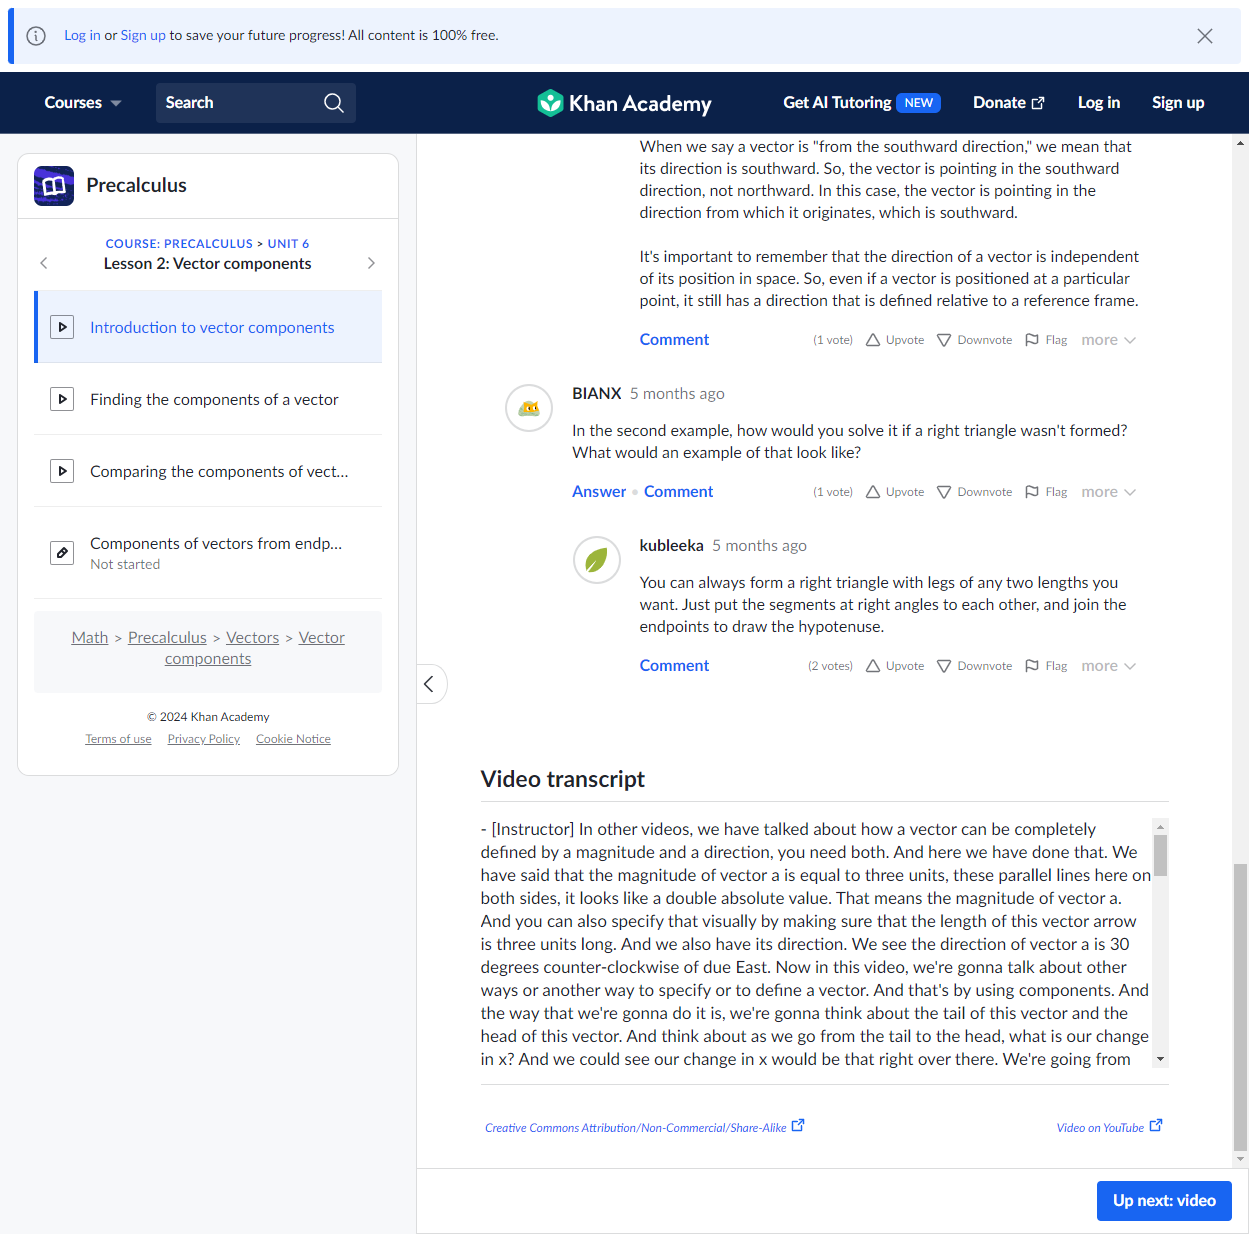 Log in or Sign up to save your future progress! All content is 100% free.
Courses
Search
Khan Academy
Get AI Tutoring NEW
Donate
Log in
Sign up
Precalculus
COURSE: PRECALCULUS > UNIT 6
Lesson 2: Vector components
Introduction to vector components
Finding the components of a vector
Comparing the components of vect...
Components of vectors from endp...
Not started
Math > Precalculus > Vectors > Vector
components
© 2024 Khan Academy
Terms of use Privacy Policy Cookie Notice
When we say a vector is "from the southward direction," we mean that
its direction is southward. So, the vector is pointing in the southward
direction, not northward. In this case, the vector is pointing in the
direction from which it originates, which is southward.
It's important to remember that the direction of a vector is independent
of its position in space. So, even if a vector is positioned at a particular
point, it still has a direction that is defined relative to a reference frame.
Comment (1 vote) Upvote Downvote Flag more
BIANX 5 months ago
In the second example, how would you solve it if a right triangle wasn't formed?
What would an example of that look like?
Answer • Comment (1 vote) Upvote Downvote Flag more
kubleeka 5 months ago
You can always form a right triangle with legs of any two lengths you
want. Just put the segments at right angles to each other, and join the
endpoints to draw the hypotenuse.
Comment (2 votes) Upvote Downvote Flag more
Video transcript
- [Instructor] In other videos, we have talked about how a vector can be completely
defined by a magnitude and a direction, you need both. And here we have done that. We
have said that the magnitude of vector a is equal to three units, these parallel lines here on
both sides, it looks like a double absolute value. That means the magnitude of vector a.
And you can also specify that visually by making sure that the length of this vector arrow
is three units long. And we also have its direction. We see the direction of vector a is 30
degrees counter-clockwise of due East. Now in this video, we're gonna talk about other
ways or another way to specify or to define a vector. And that's by using components. And
the way that we're gonna do it is, we're gonna think about the tail of this vector and the
head of this vector. And think about as we go from the tail to the head, what is our change
in x? And we could see our change in x would be that right over there. We're going from
Creative Commons Attribution/Non-Commercial/Share-Alike
Video on YouTube
Up next: video